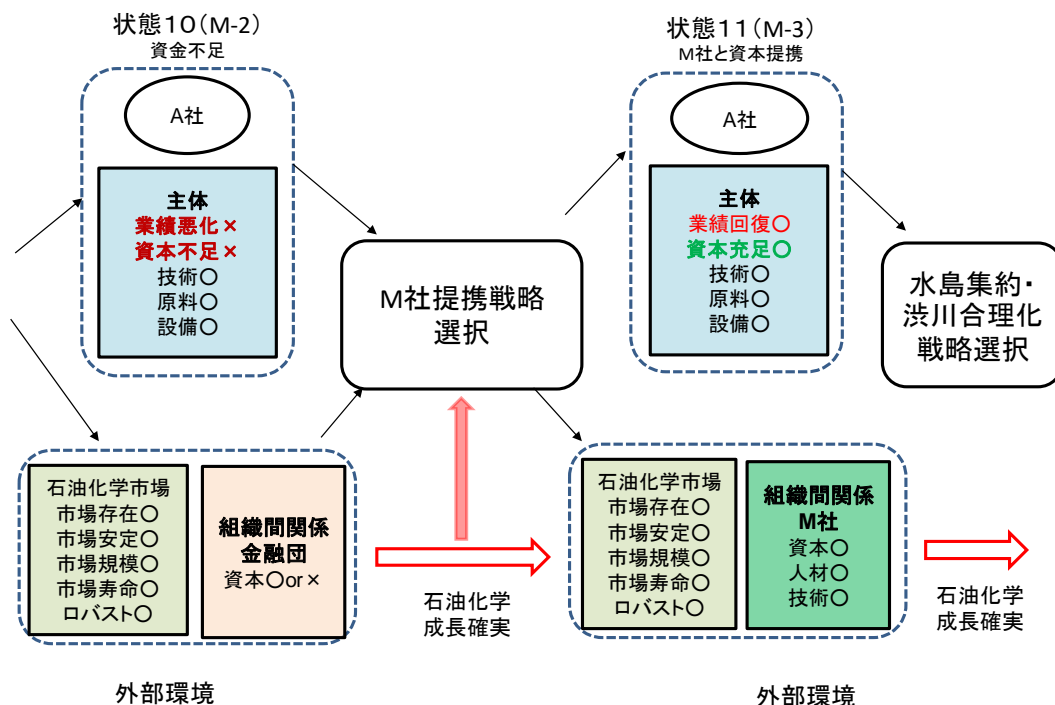 状態10(M-2)
資金不足
A社
主体
業績悪化×
資本不足×
技術〇
原料〇
設備〇
M社提携戦略
選択
状態11(M-3)
M社と資本提携
A社
主体
業績回復〇
資本充足〇
技術〇
原料〇
設備〇
水島集約・
渋川合理化
戦略選択
石油化学市場
市場存在〇
市場安定〇
市場規模〇
市場寿命〇
ロバスト〇
組織間関係
金融団
資本〇or×
石油化学
成長確実
石油化学市場
市場存在〇
市場安定〇
市場規模〇
市場寿命〇
ロバスト〇
組織間関係
M社
資本〇
人材〇
技術〇
石油化学
成長確実
外部環境
外部環境